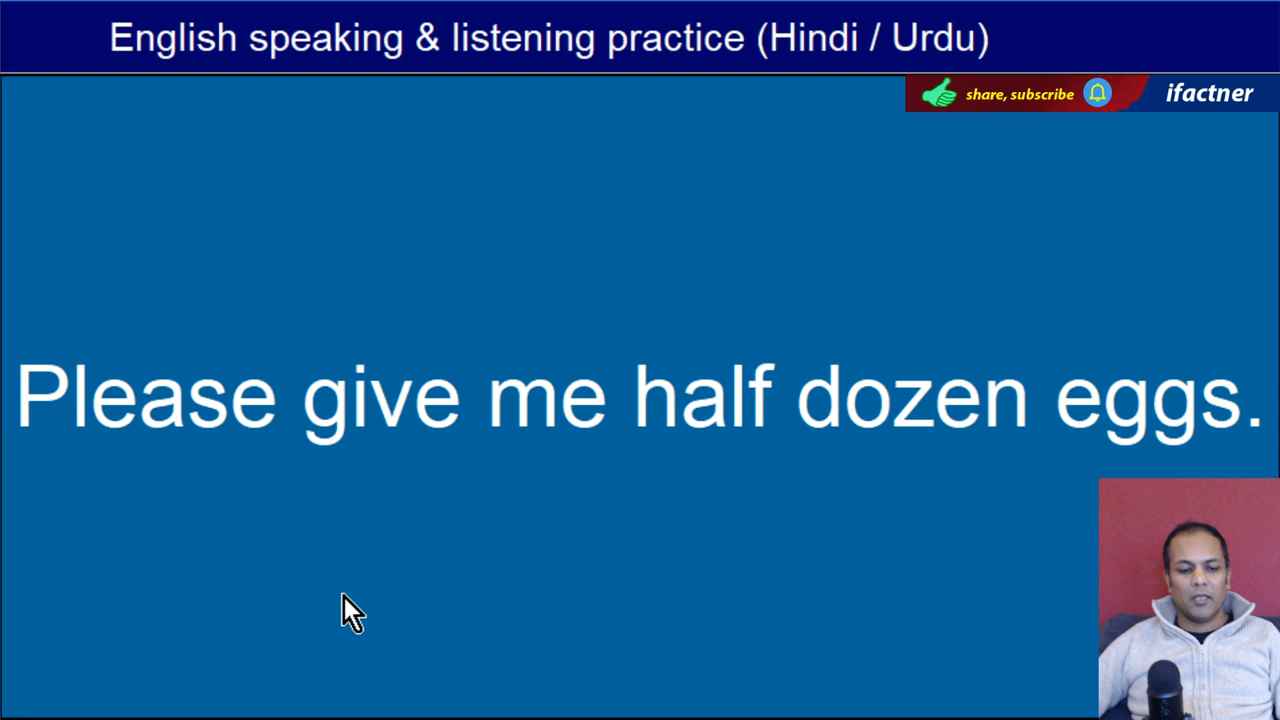 English speaking & listening practice (Hindi / Urdu)
share, subscribe
ifactner
Please give me half dozen eggs.